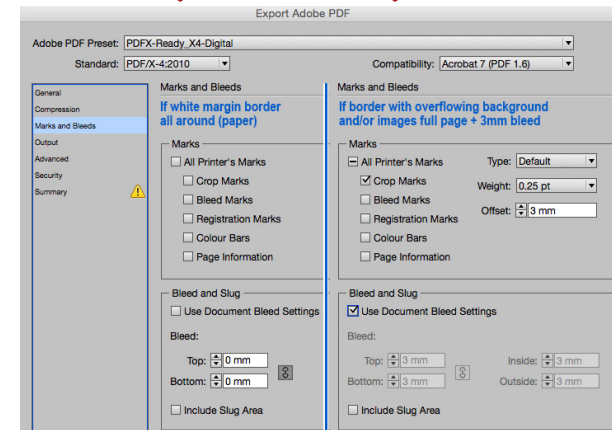 Export Adobe PDF
Adobe PDF Preset: PDFX-Ready_X4-Digital
Standard: PDF/X-4:2010
Compatibility: Acrobat 7 (PDF 1.6)
General
Compression
Marks and Bleeds
Output
Advanced
Security
Summary
Marks and Bleeds
If white margin border
all around (paper)
Marks
All Printer's Marks
Crop Marks
Bleed Marks
Registration Marks
Colour Bars
Page Information
Bleed and Slug
Use Document Bleed Settings
Bleed:
Top: 0 mm
Bottom: 0 mm
Include Slug Area
Marks and Bleeds
If border with overflowing background
and/or images full page + 3mm bleed
Marks
All Printer's Marks
Crop Marks
Bleed Marks
Registration Marks
Colour Bars
Page Information
Type: Default
Weight: 0.25 pt
Offset: 3 mm
Bleed and Slug
Use Document Bleed Settings
Bleed:
Top: 3 mm
Bottom: 3 mm
Inside: 3 mm
Outside: 3 mm
Include Slug Area